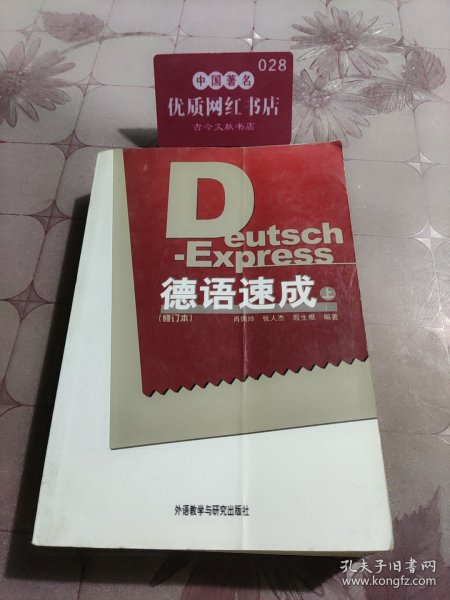 028
中国著名
优质网红书店
古今文献书店
Deutsch
-Express
德语速成 上
(修订本) 肖佩玲 张人杰 殷生根 编著
外语教学与研究出版社
孔夫子旧书网
www.kongfz.com